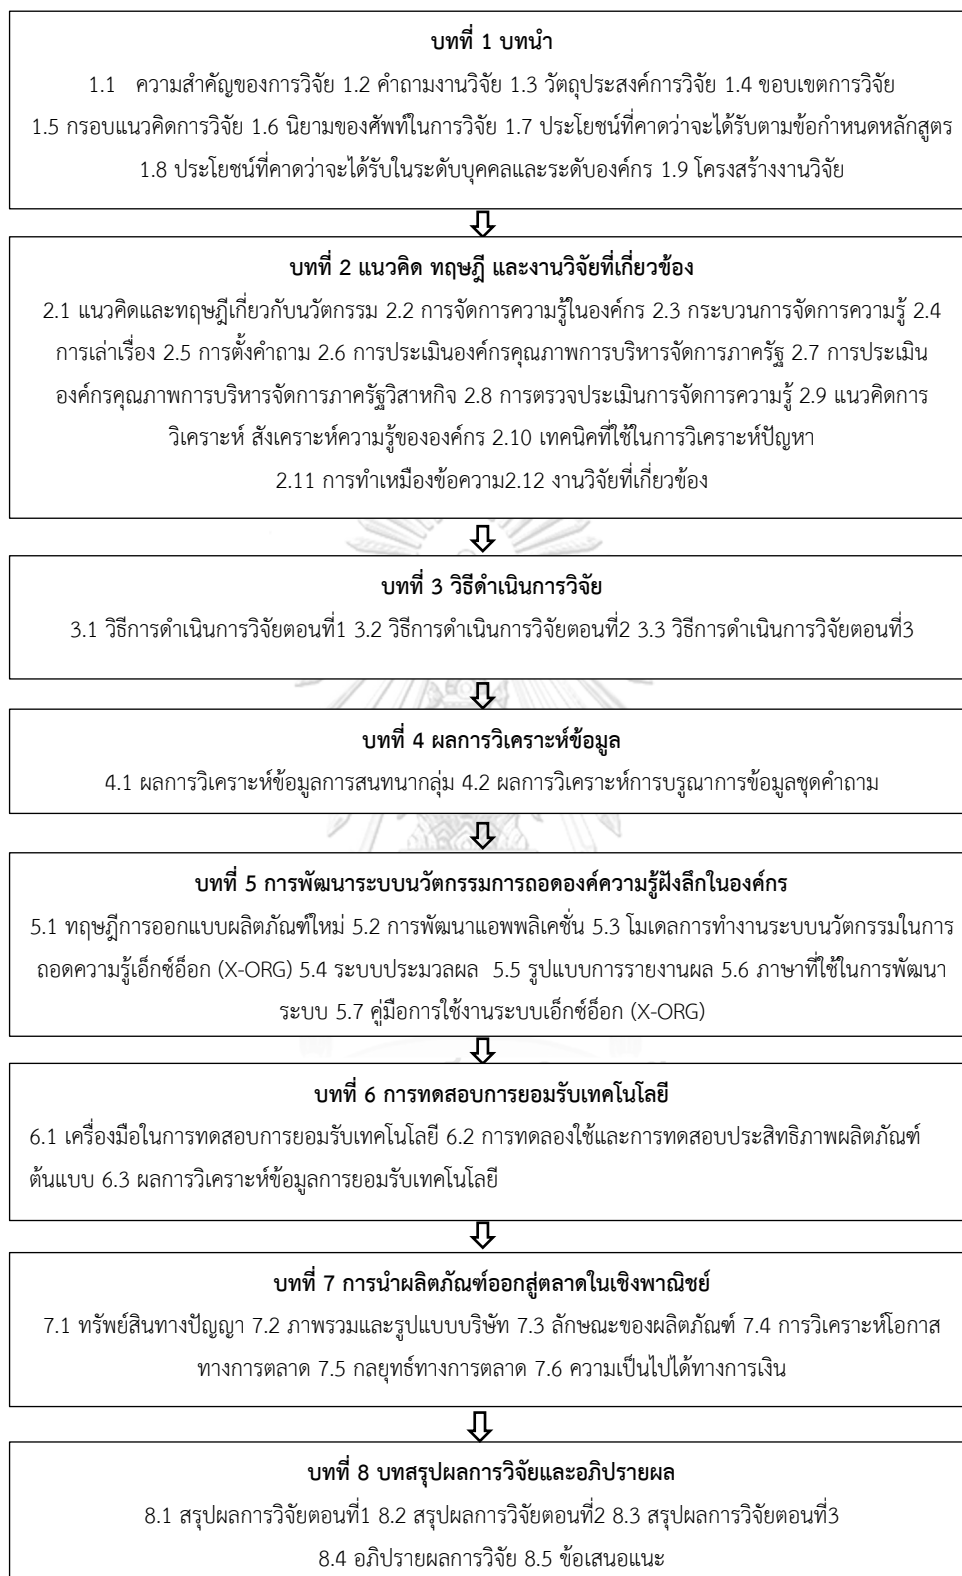 บทที่ 1 บทนำ
1.1 ความสำคัญของการวิจัย 1.2 คำถามงานวิจัย 1.3 วัตถุประสงค์การวิจัย 1.4 ขอบเขตการวิจัย
1.5 กรอบแนวคิดการวิจัย 1.6 นิยามของศัพท์ในการวิจัย 1.7 ประโยชน์ที่คาดว่าจะได้รับตามข้อกำหนดหลักสูตร
1.8 ประโยชน์ที่คาดว่าจะได้รับในระดับบุคคลและระดับองค์กร 1.9 โครงสร้างงานวิจัย
บทที่ 2 แนวคิด ทฤษฎี และงานวิจัยที่เกี่ยวข้อง
2.1 แนวคิดและทฤษฎีเกี่ยวกับนวัตกรรม 2.2 การจัดการความรู้ในองค์กร 2.3 กระบวนการจัดการความรู้ 2.4
การเล่าเรื่อง 2.5 การตั้งคำถาม 2.6 การประเมินองค์กรคุณภาพการบริหารจัดการภาครัฐ 2.7 การประเมิน
องค์กรคุณภาพการบริหารจัดการภาครัฐวิสาหกิจ 2.8 การตรวจประเมินการจัดการความรู้ 2.9 แนวคิดการ
วิเคราะห์ สังเคราะห์ความรู้ขององค์กร 2.10 เทคนิคที่ใช้ในการวิเคราะห์ปัญหา
2.11 การทำเหมืองข้อความ2.12 งานวิจัยที่เกี่ยวข้อง
บทที่ 3 วิธีดำเนินการวิจัย
3.1 วิธีการดำเนินการวิจัยตอนที่1 3.2 วิธีการดำเนินการวิจัยตอนที่2 3.3 วิธีการดำเนินการวิจัยตอนที่3
บทที่ 4 ผลการวิเคราะห์ข้อมูล
4.1 ผลการวิเคราะห์ข้อมูลการสนทนากลุ่ม 4.2 ผลการวิเคราะห์การบรูณาการข้อมูลชุดคำถาม
บทที่ 5 การพัฒนาระบบนวัตกรรมการถอดองค์ความรู้ฝังลึกในองค์กร
5.1 ทฤษฎีการออกแบบผลิตภัณฑ์ใหม่ 5.2 การพัฒนาแอพพลิเคชั่น 5.3 โมเดลการทำงานระบบนวัตกรรมในการ
ถอดความรู้เอ็กซ์อ็อก (X-ORG) 5.4 ระบบประมวลผล 5.5 รูปแบบการรายงานผล 5.6 ภาษาที่ใช้ในการพัฒนา
ระบบ 5.7 คู่มือการใช้งานระบบเอ็กซ์อ็อก (X-ORG)
บทที่ 6 การทดสอบการยอมรับเทคโนโลยี
6.1 เครื่องมือในการทดสอบการยอมรับเทคโนโลยี 6.2 การทดลองใช้และการทดสอบประสิทธิภาพผลิตภัณฑ์
ต้นแบบ 6.3 ผลการวิเคราะห์ข้อมูลการยอมรับเทคโนโลยี
บทที่ 7 การนำผลิตภัณฑ์ออกสู่ตลาดในเชิงพาณิชย์
7.1 ทรัพย์สินทางปัญญา 7.2 ภาพรวมและรูปแบบบริษัท 7.3 ลักษณะของผลิตภัณฑ์ 7.4 การวิเคราะห์โอกาส
ทางการตลาด 7.5 กลยุทธ์ทางการตลาด 7.6 ความเป็นไปได้ทางการเงิน
บทที่ 8 บทสรุปผลการวิจัยและอภิปรายผล
8.1 สรุปผลการวิจัยตอนที่1 8.2 สรุปผลการวิจัยตอนที่2 8.3 สรุปผลการวิจัยตอนที่3
8.4 อภิปรายผลการวิจัย 8.5 ข้อเสนอแนะ